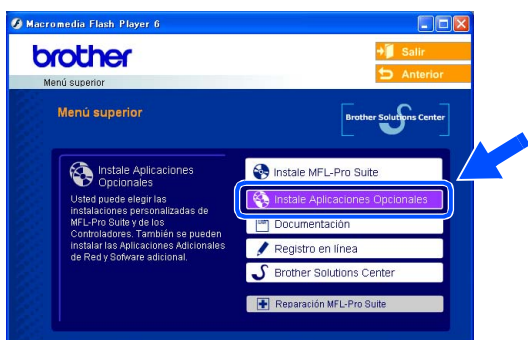 Macromedia Flash Player 6
brother
Salir
Anterior
Menú superior
Menú superior
Brother Solutions Center
Instale Aplicaciones
Opcionales
Usted puede elegir las
instalaciones personalizadas de
MFL-Pro Suite y de los
Controladores. También se pueden
instalar las Aplicaciones Adicionales
de Red y Sofware adicional.
Instale MFL-Pro Suite
Instale Aplicaciones Opcionales
Documentación
Registro en línea
Brother Solutions Center
Reparación MFL-Pro Suite